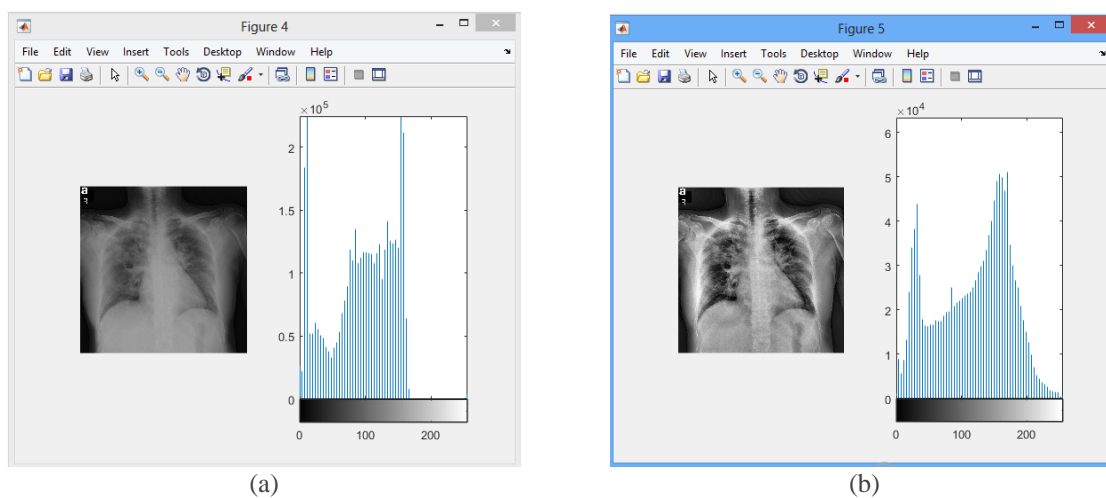 Figure 4
File Edit View Insert Tools Desktop Window Help
×10^5
2
1.5
1
0.5
0
0 100 200
a
3
(a)
Figure 5
File Edit View Insert Tools Desktop Window Help
×10^4
6
5
4
3
2
1
0
0 100 200
a
3
(b)